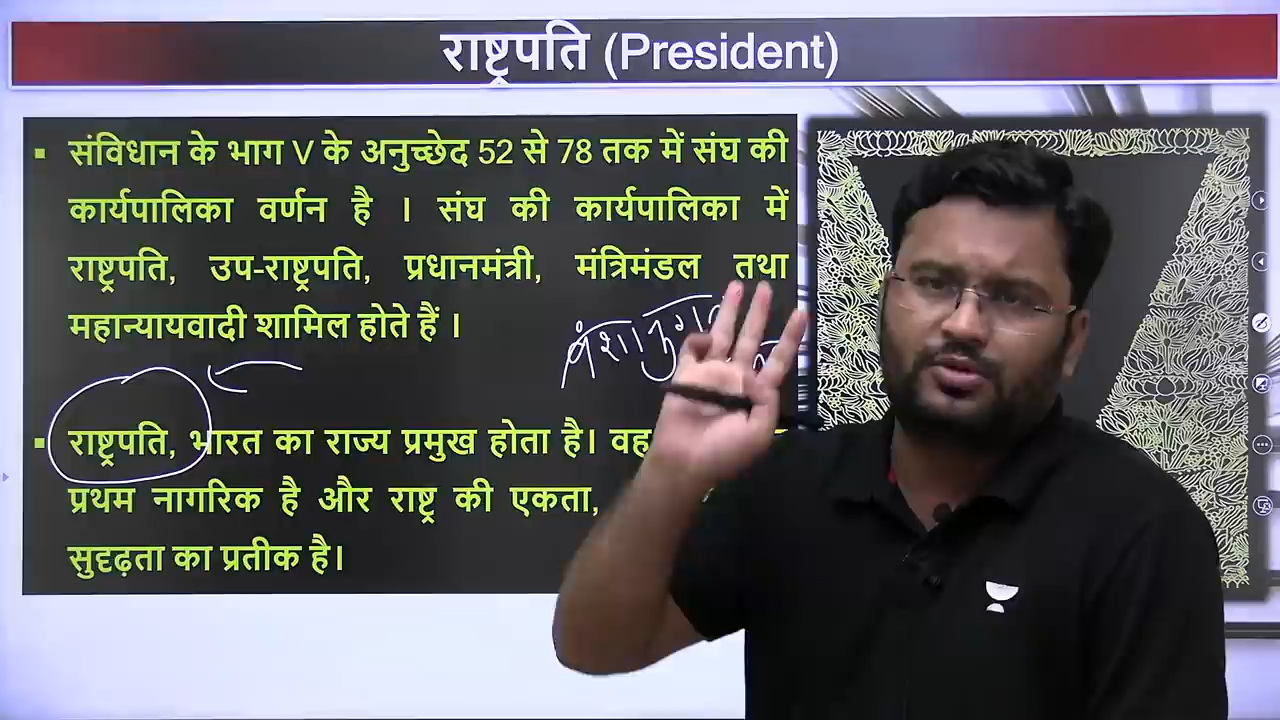 राष्ट्रपति (President)
संविधान के भाग V के अनुच्छेद 52 से 78 तक में संघ की
कार्यपालिका वर्णन है । संघ की कार्यपालिका में
राष्ट्रपति, उप-राष्ट्रपति, प्रधानमंत्री, मंत्रिमंडल तथा
महान्यायवादी शामिल होते हैं ।
राष्ट्रपति, भारत का राज्य प्रमुख होता है। वह
प्रथम नागरिक है और राष्ट्र की एकता,
सुदृढ़ता का प्रतीक है।